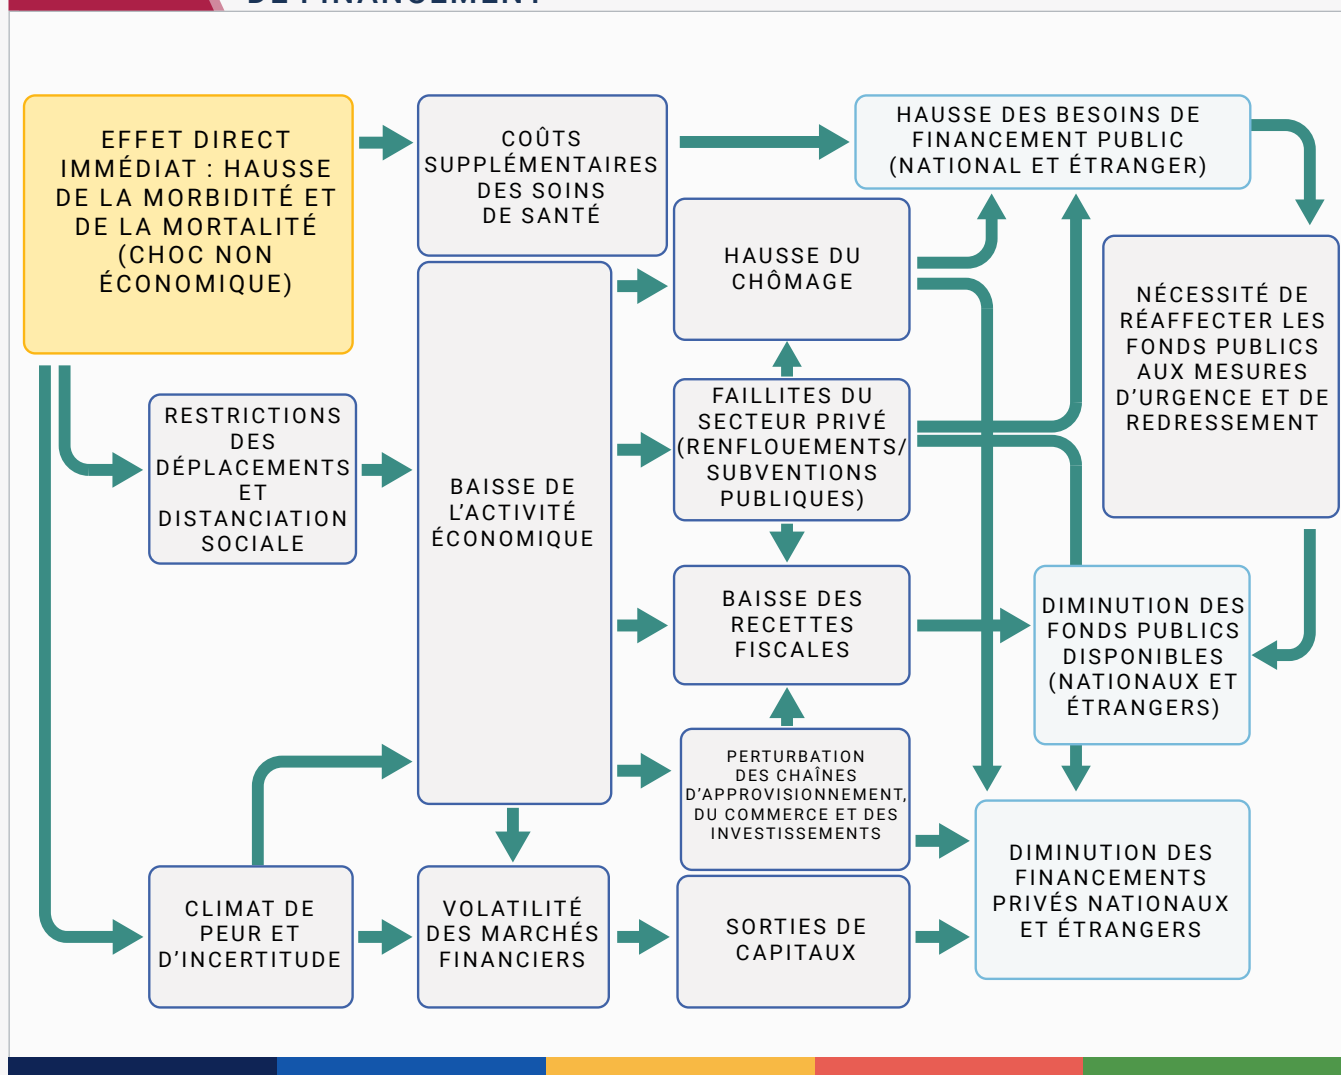 DE FINANCEMENT
EFFET DIRECT
IMMÉDIAT : HAUSSE
DE LA MORBIDITÉ ET
DE LA MORTALITÉ
(CHOC NON
ÉCONOMIQUE)
COÛTS
SUPPLÉMENTAIRES
DES SOINS
DE SANTÉ
HAUSSE DES BESOINS DE
FINANCEMENT PUBLIC
(NATIONAL ET ÉTRANGER)
HAUSSE DU
CHÔMAGE
NÉCESSITÉ DE
RÉAFFECTER LES
FONDS PUBLICS
AUX MESURES
D'URGENCE ET DE
REDRESSEMENT
RESTRICTIONS
DES
DÉPLACEMENTS
ET
DISTANCIATION
SOCIALE
BAISSE DE
L'ACTIVITÉ
ÉCONOMIQUE
FAILLITES DU
SECTEUR PRIVÉ
(RENFLOUEMENTS/
SUBVENTIONS
PUBLIQUES)
BAISSE DES
RECETTES
FISCALES
DIMINUTION DES
FONDS PUBLICS
DISPONIBLES
(NATIONAUX ET
ÉTRANGERS)
PERTURBATION
DES CHAÎNES
D'APPROVISIONNEMENT,
DU COMMERCE ET DES
INVESTISSEMENTS
CLIMAT DE
PEUR ET
D'INCERTITUDE
VOLATILITÉ
DES MARCHÉS
FINANCIERS
SORTIES DE
CAPITAUX
DIMINUTION DES
FINANCEMENTS
PRIVÉS NATIONAUX
ET ÉTRANGERS